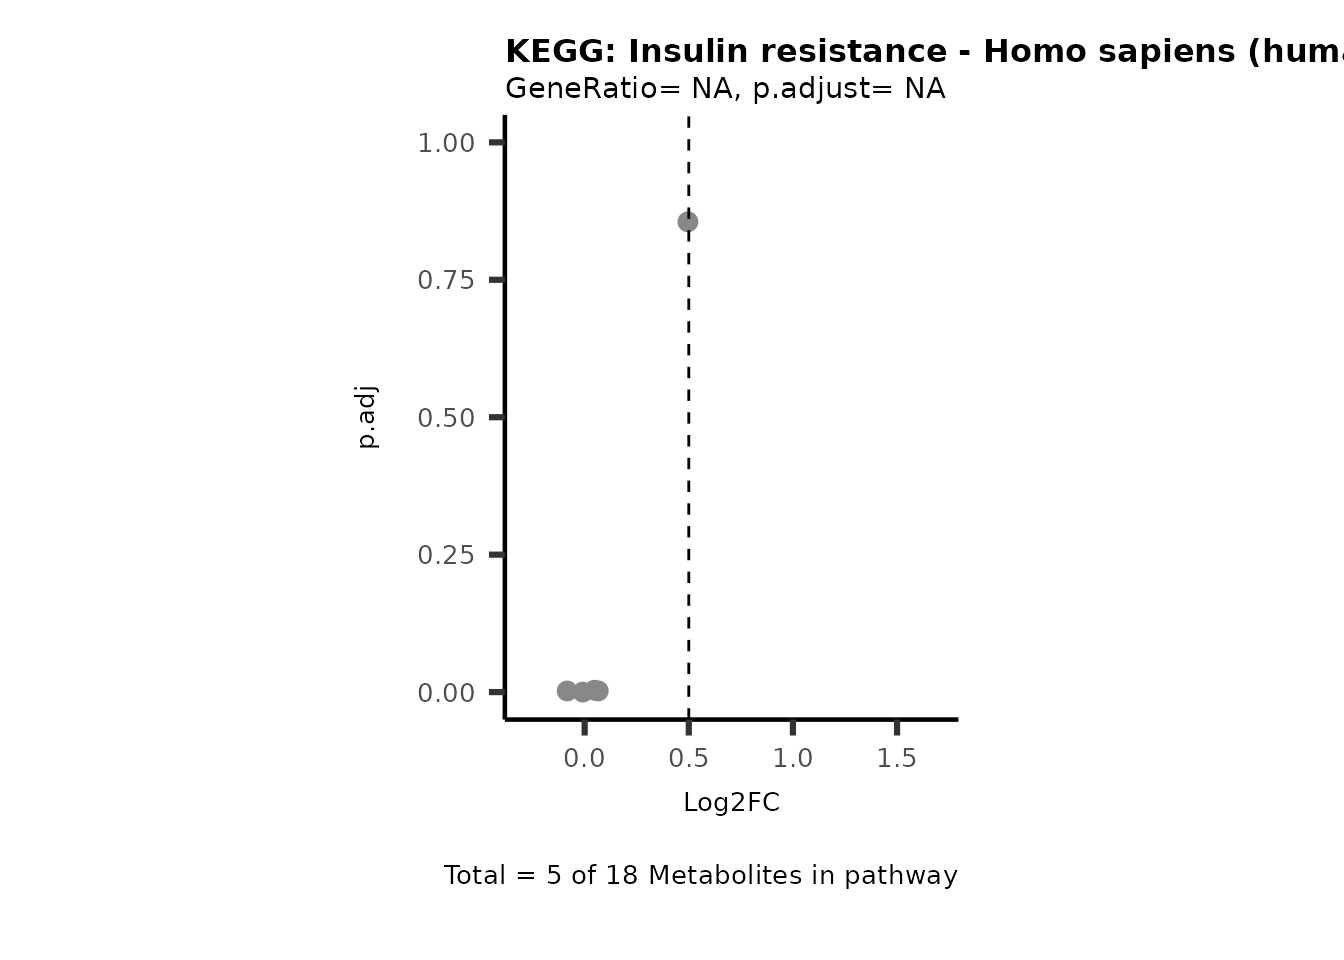 KEGG: Insulin resistance - Homo sapiens (hum
GeneRatio= NA, p.adjust= NA
1.00
0.75
0.50
0.25
0.00
p.adj
0.0 0.5 1.0 1.5
Log2FC
Total = 5 of 18 Metabolites in pathway